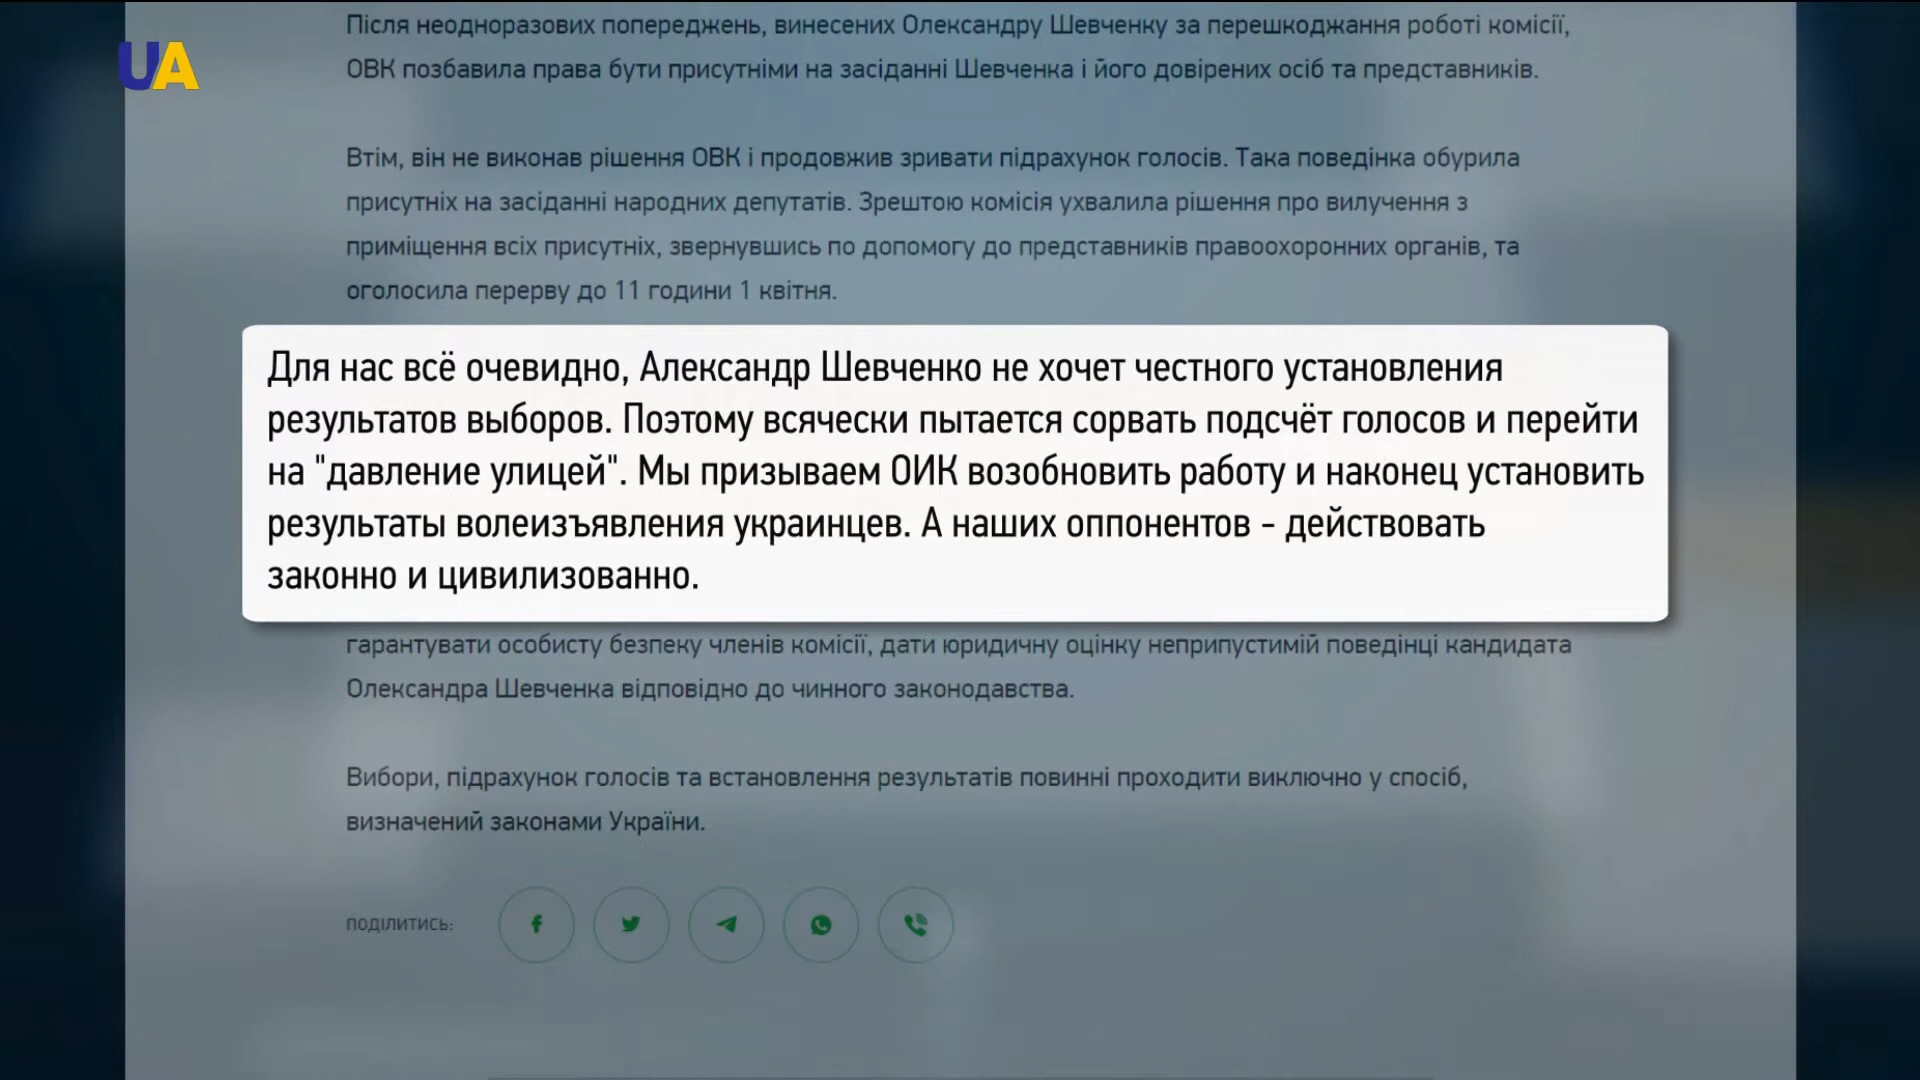 Після неодноразових попереджень, винесених Олександру Шевченку за перешкоджання роботі комісії,
UA
ОВК позбавила права бути присутніми на засіданні Шевченка і його довірених осіб та представників.
Втім, він не виконав рішення ОВК і продовжив зривати підрахунок голосів. Така поведінка обурила
присутніх на засіданні народних депутатів. Зрештою комісія ухвалила рішення про вилучення з
приміщення всіх присутніх, звернувшись по допомогу до представників правоохоронних органів, та
оголосила перерву до 11 години 1 квітня.
Для нас всё очевидно, Александр Шевченко не хочет честного установления
результатов выборов. Поэтому всячески пытается сорвать подсчёт голосов и перейти
на "давление улицей". Мы призываем ОИК возобновить работу и наконец установить
результаты волеизъявления украинцев. А наших оппонентов - действовать
законно и цивилизованно.
гарантувати особисту безпеку членів комісії, дати юридичну оцінку неприпустимій поведінці кандидата
Олександра Шевченка відповідно до чинного законодавства.
Вибори, підрахунок голосів та встановлення результатів повинні проходити виключно у спосіб,
визначений законами України.
ПОДІЛИТИСЬ: